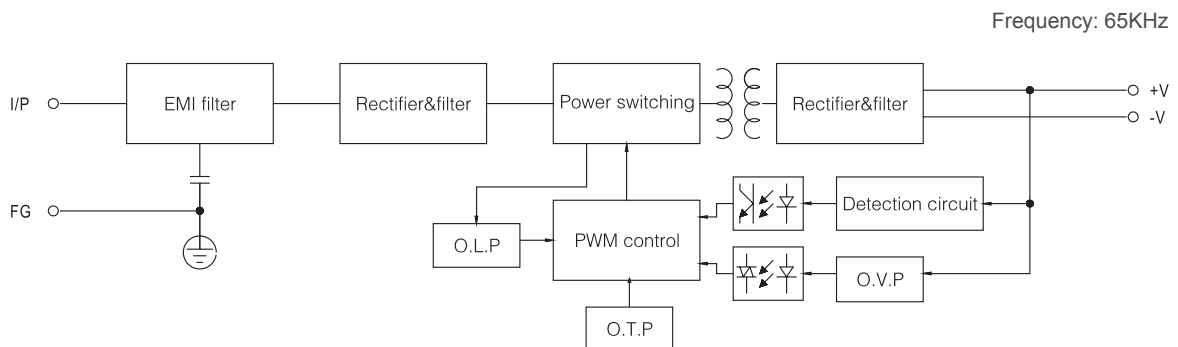 Frequency: 65KHz
I/P
EMI filter
Rectifier&filter
Power switching
Rectifier&filter
+V
-V
FG
O.L.P
PWM control
Detection circuit
O.V.P
O.T.P